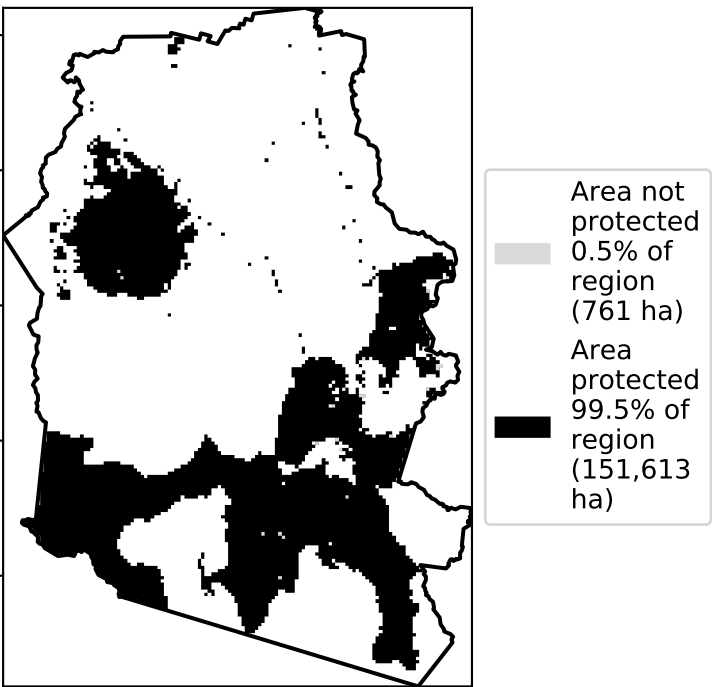 Area not
protected
0.5% of
region
(761 ha)
Area
protected
99.5% of
region
(151,613
ha)